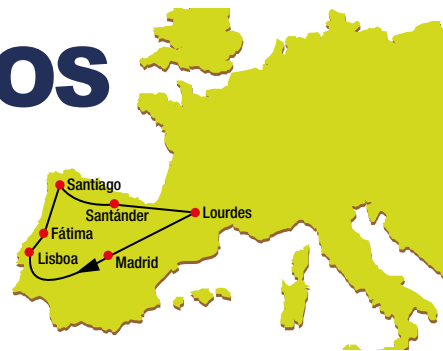 os
Santiago
Santánder
Lourdes
Fátima
Lisboa
Madrid